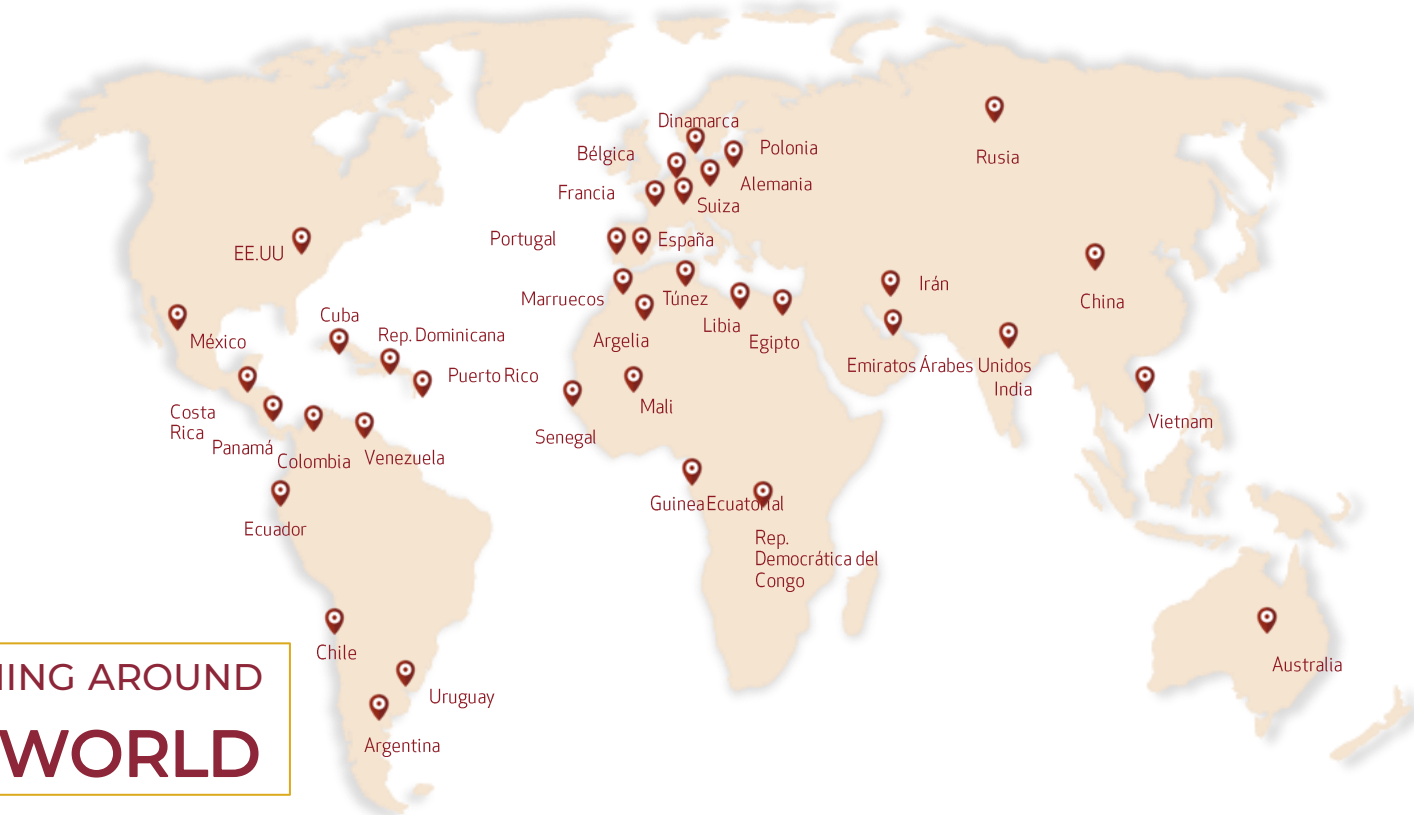 Dinamarca
Bélgica
Polonia
Rusia
Alemania
Francia
Suiza
Portugal
España
EE.UU
Irán
Marruecos
Túnez
China
Cuba
Libia
Rep. Dominicana
Argelia
Egipto
México
Emiratos Árabes Unidos
Puerto Rico
India
Mali
Costa
Rica
Vietnam
Senegal
Panamá
Colombia
Venezuela
Guinea Ecuatorial
Ecuador
Rep.
Democrática del
Congo
Chile
Australia
AROUND
Uruguay
WORLD
Argentina